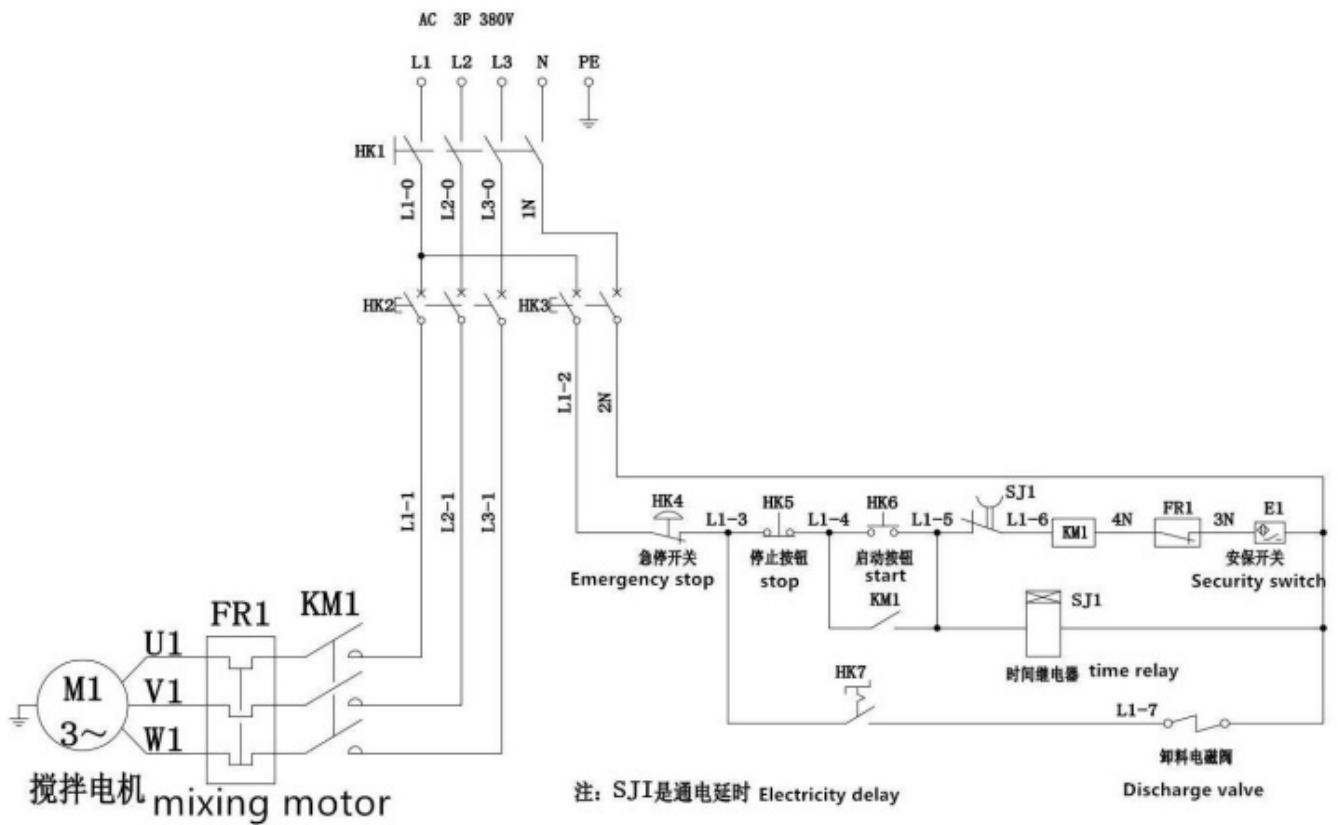 AC 3P 380V
L1 L2 L3 N PE
HK1
L1-0 L2-0 L3-0 1N
HK2 HK3
L1-2 2N
L1-1 L2-1 L3-1
HK4 HK5 HK6 SJ1
L1-3 L1-4 L1-5 L1-6 KM1 4N FR1 3N E1
急停开关 停止按钮 启动按钮 安保开关
Emergency stop stop start Security switch
KM1 SJ1
时间继电器 time relay
HK7
L1-7
卸料电磁阀
Discharge valve
FR1 KM1
U1
M1 V1
3~ W1
搅拌电机 mixing motor
注: SJI是通电延时 Electricity delay